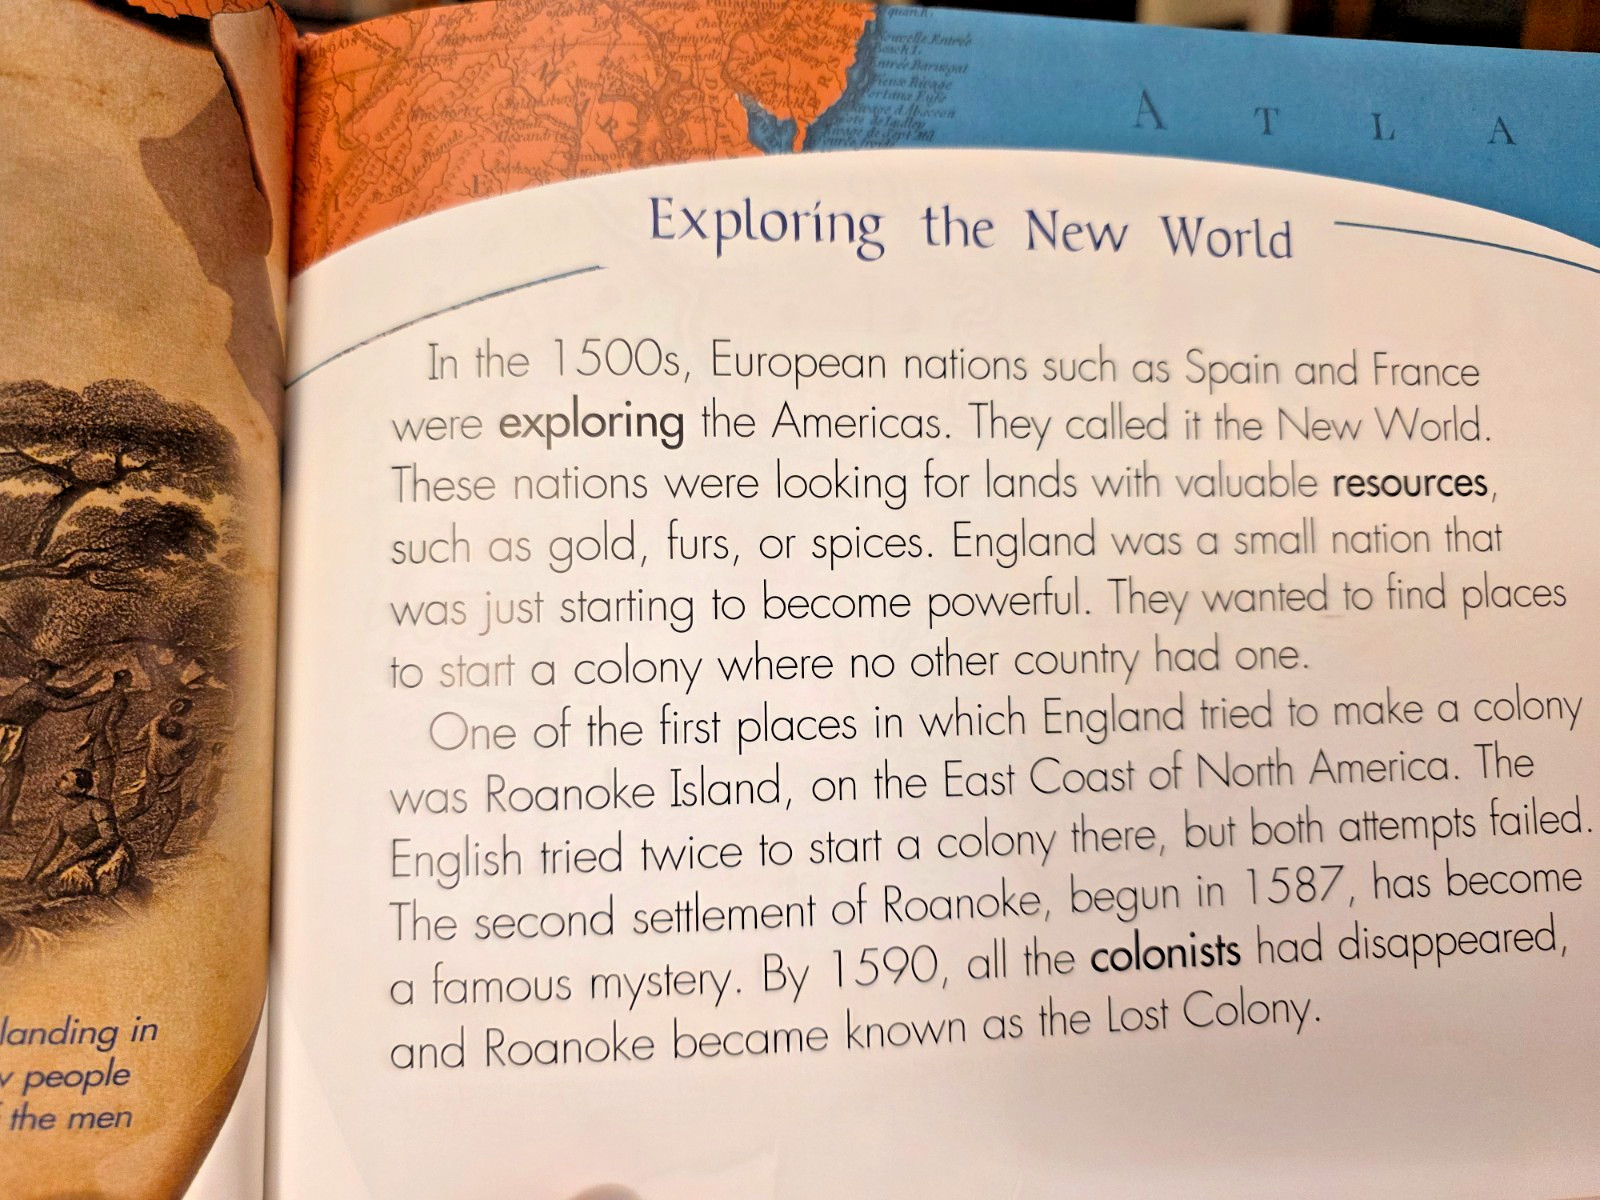 A T L A
Exploring the New World
In the 1500s, European nations such as Spain and France
were exploring the Americas. They called it the New World.
These nations were looking for lands with valuable resources,
such as gold, furs, or spices. England was a small nation that
was just starting to become powerful. They wanted to find places
to start a colony where no other country had one.
One of the first places in which England tried to make a colony
was Roanoke Island, on the East Coast of North America. The
English tried twice to start a colony there, but both attempts failed.
The second settlement of Roanoke, begun in 1587, has become
a famous mystery. By 1590, all the colonists had disappeared,
and Roanoke became known as the Lost Colony.
landing in
people
the men